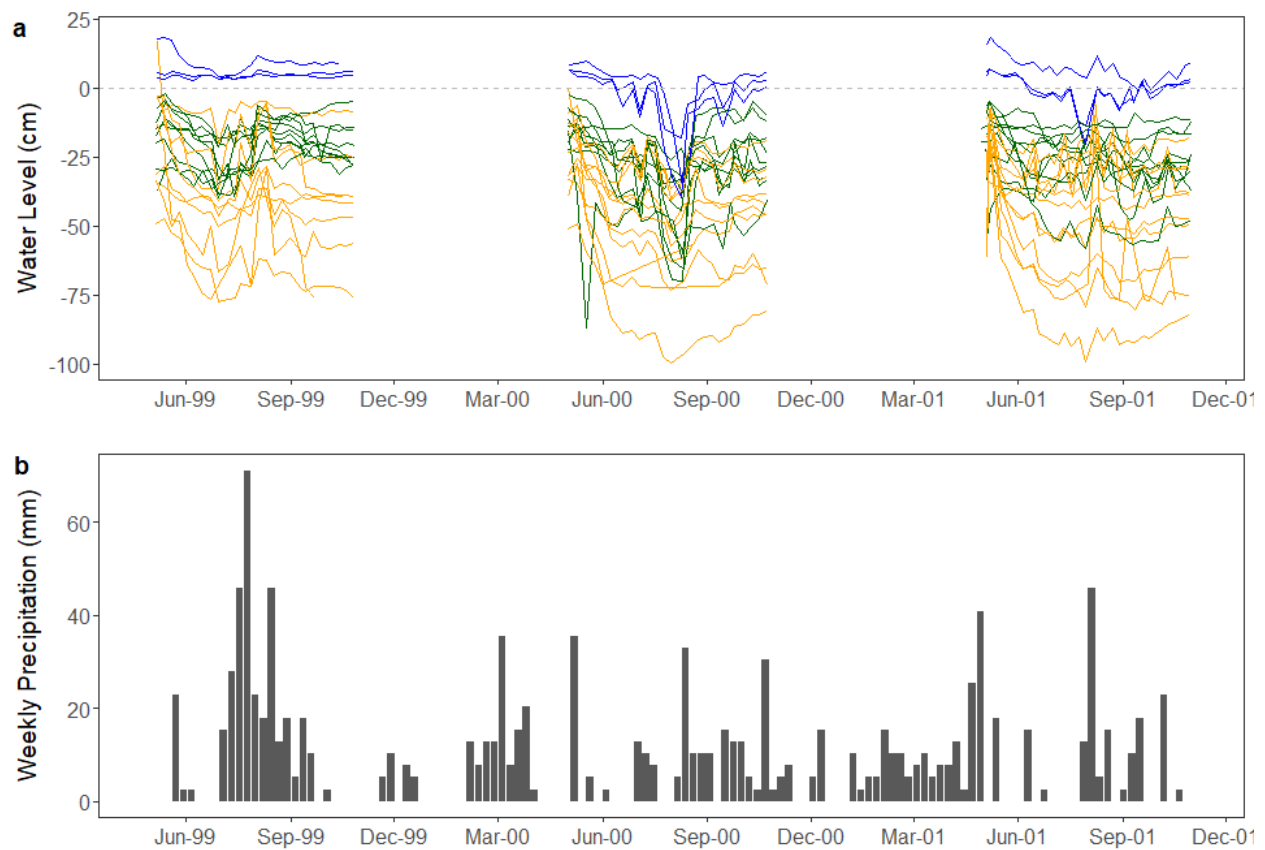 a
Water Level (cm)
25
0
-25
-50
-75
-100
Jun-99 Sep-99 Dec-99 Mar-00 Jun-00 Sep-00 Dec-00 Mar-01 Jun-01 Sep-01 Dec-01
b
Weekly Precipitation (mm)
60
40
20
0
Jun-99 Sep-99 Dec-99 Mar-00 Jun-00 Sep-00 Dec-00 Mar-01 Jun-01 Sep-01 Dec-01